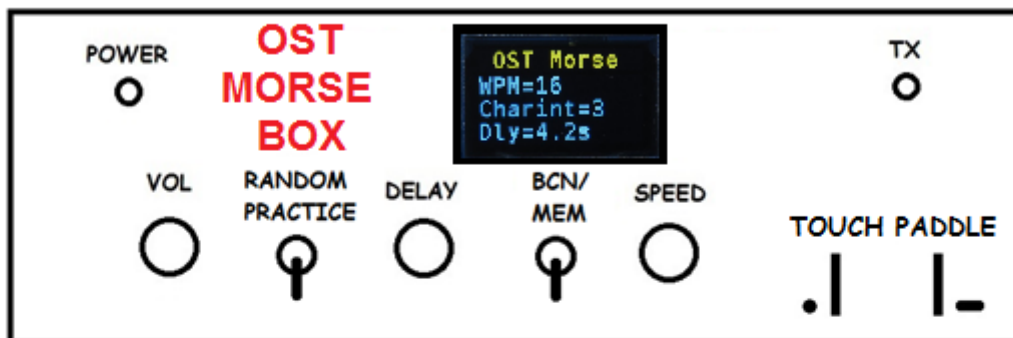 POWER
OST
MORSE
BOX
OST Morse
WPM=16
Charint=3
Dly=4.2s
TX
VOL
RANDOM
PRACTICE
DELAY
BCN/
MEM
SPEED
TOUCH PADDLE